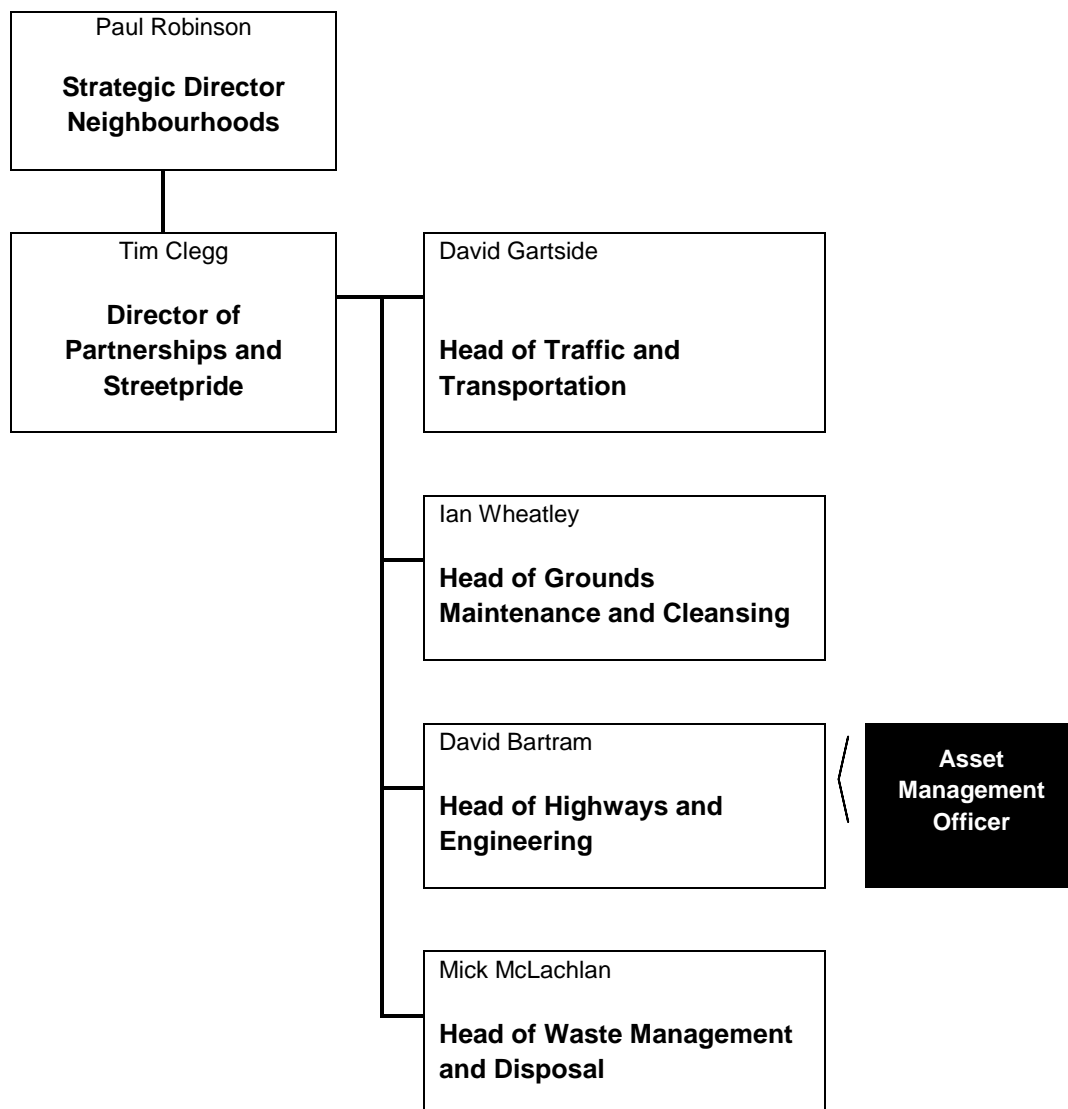 Paul Robinson
Strategic Director
Neighbourhoods
Tim Clegg
Director of
Partnerships and
Streetpride
David Gartside
Head of Traffic and
Transportation
Ian Wheatley
Head of Grounds
Maintenance and Cleansing
David Bartram
Head of Highways and
Engineering
Asset
Management
Officer
Mick McLachlan
Head of Waste Management
and Disposal